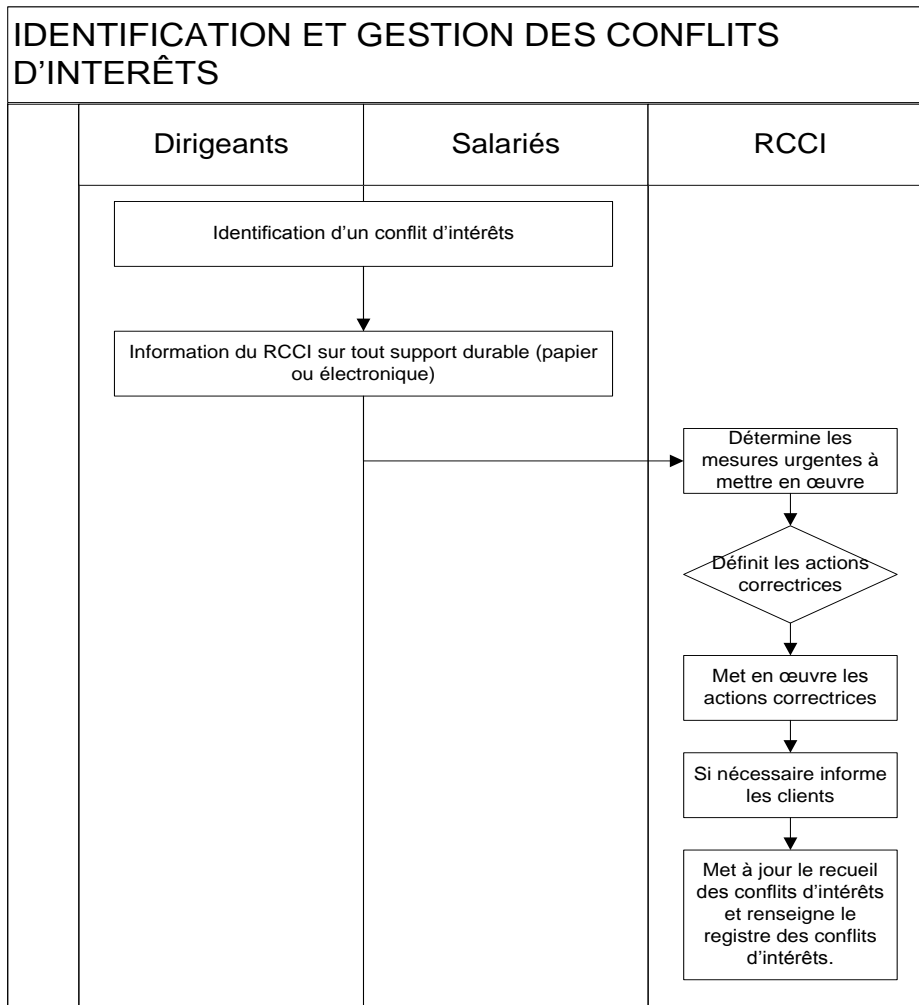 IDENTIFICATION ET GESTION DES CONFLITS
D’INTERÊTS
Dirigeants
Salariés
RCCI
Identification d’un conflit d’intérêts
Information du RCCI sur tout support durable (papier
ou électronique)
Détermine les
mesures urgentes à
mettre en œuvre
Définit les actions
correctrices
Met en œuvre les
actions correctrices
Si nécessaire informe
les clients
Met à jour le recueil
des conflits d’intérêts
et renseigne le
registre des conflits
d’intérêts.